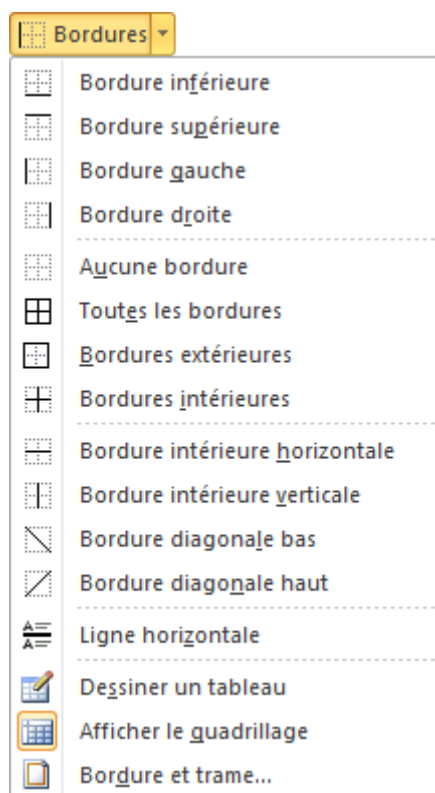 Bordures
Bordure inférieure
Bordure supérieure
Bordure gauche
Bordure droite
Aucune bordure
Toutes les bordures
Bordures extérieures
Bordures intérieures
Bordure intérieure horizontale
Bordure intérieure verticale
Bordure diagonale bas
Bordure diagonale haut
Ligne horizontale
Dessiner un tableau
Afficher le quadrillage
Bordure et trame...